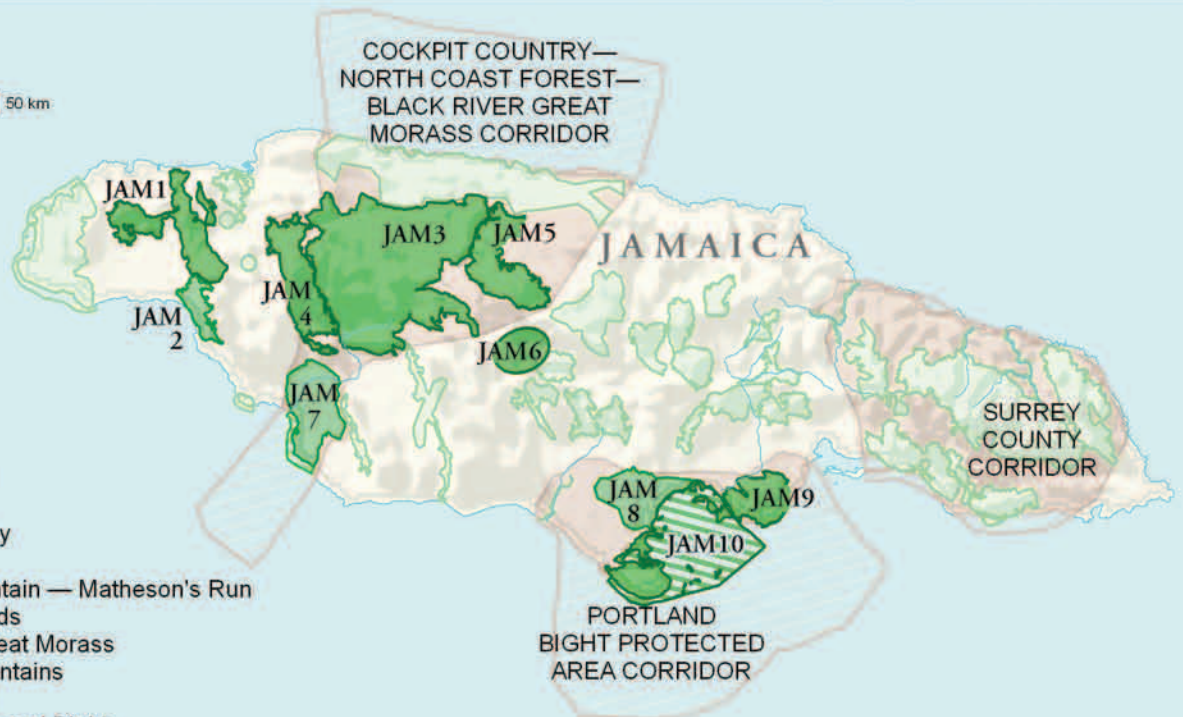 COCKPIT COUNTRY—
NORTH COAST FOREST—
BLACK RIVER GREAT
MORASS CORRIDOR
50 km
JAM1
JAM3
JAM5
JAMAICA
JAM
4
JAM
2
JAM6
JAM
7
SURREY
COUNTY
CORRIDOR
JAM
8
JAM9
JAM10
y
tain — Matheson's Run
ds
eat Morass
ntains
PORTLAND
BIGHT PROTECTED
AREA CORRIDOR